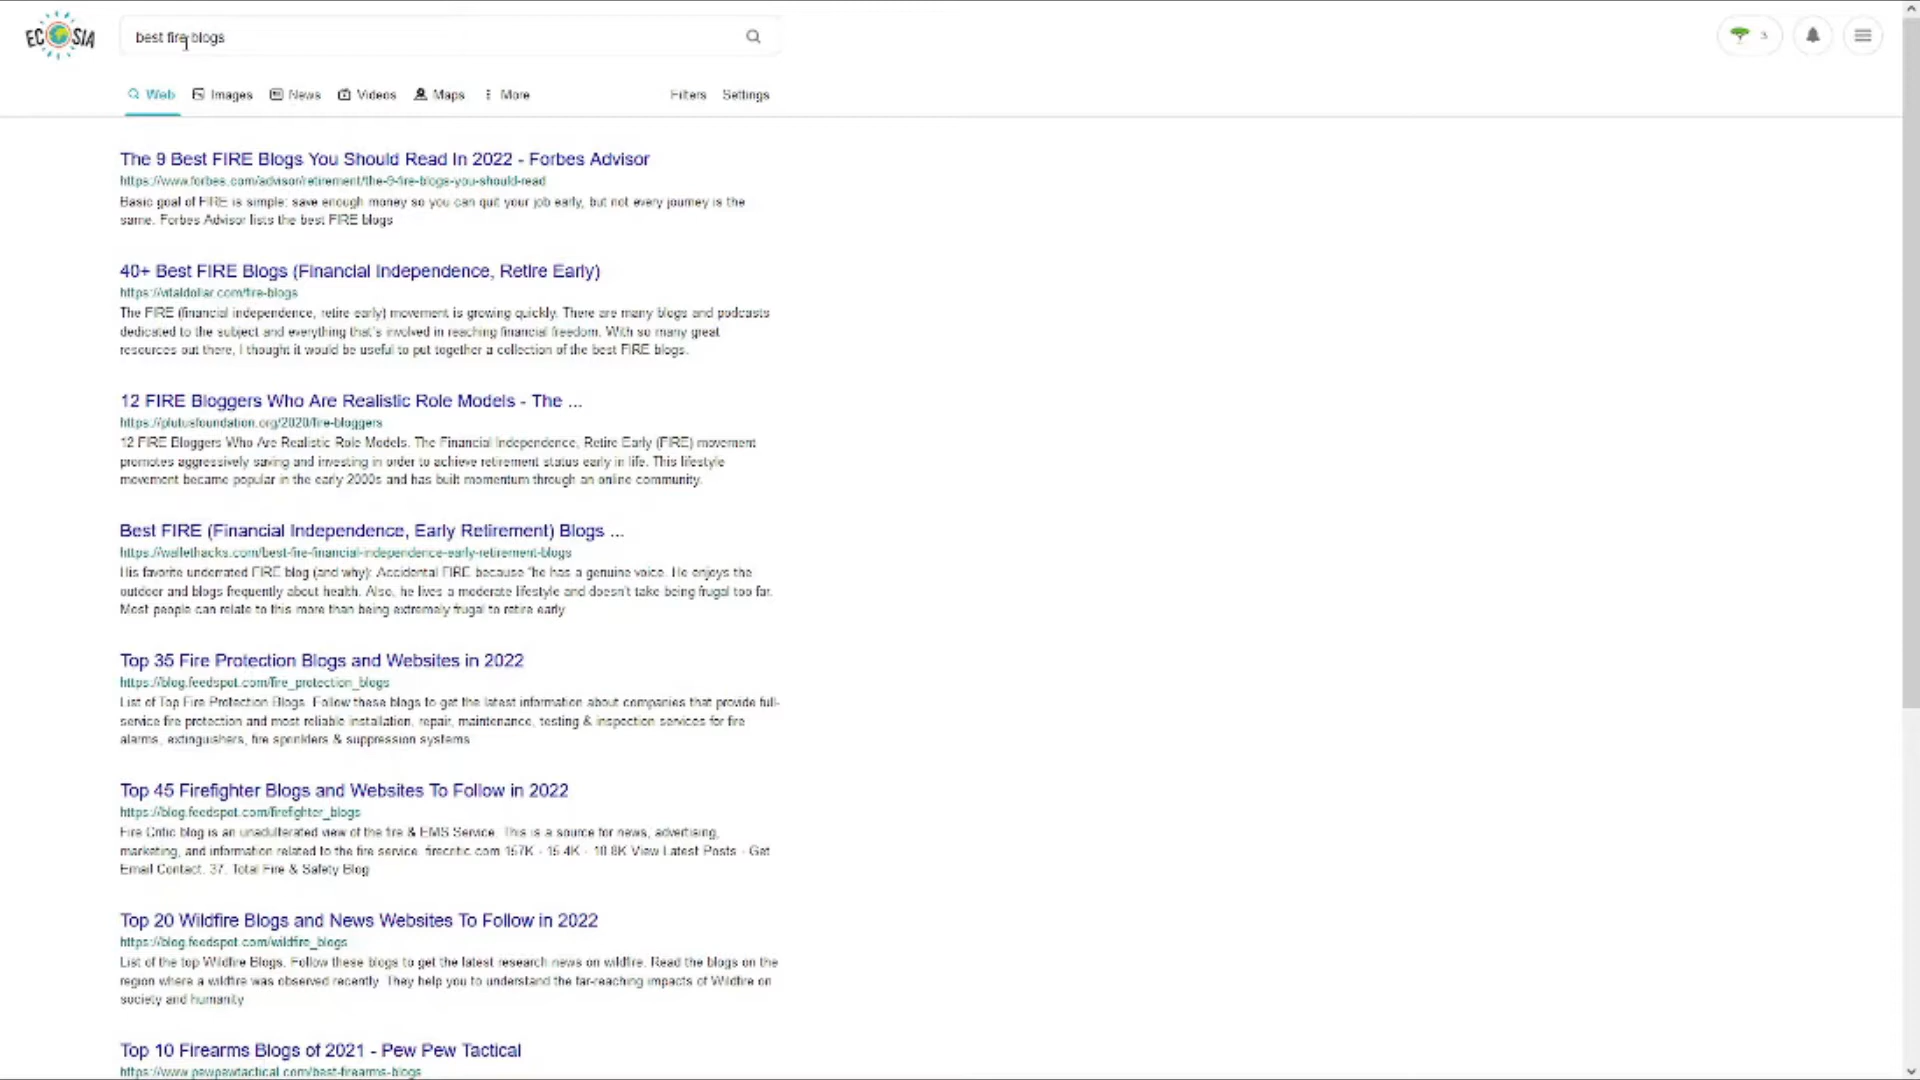 ECOSIA
best fire blogs
3
Web Images News Videos Maps More Filters Settings
The 9 Best FIRE Blogs You Should Read In 2022 - Forbes Advisor
https://www.forbes.com/advisor/retirement/the-9-fire-blogs-you-should-read
Basic goal of FIRE is simple: save enough money so you can quit your job early, but not every journey is the
same. Forbes Advisor lists the best FIRE blogs
40+ Best FIRE Blogs (Financial Independence, Retire Early)
https://vitaldollar.com/fire-blogs
The FIRE (financial independence, retire early) movement is growing quickly. There are many blogs and podcasts
dedicated to the subject and everything that's involved in reaching financial freedom. With so many great
resources out there, I thought it would be useful to put together a collection of the best FIRE blogs.
12 FIRE Bloggers Who Are Realistic Role Models - The ...
https://plutusfoundation.org/2020/fire-bloggers
12 FIRE Bloggers Who Are Realistic Role Models. The Financial Independence, Retire Early (FIRE) movement
promotes aggressively saving and investing in order to achieve retirement status early in life. This lifestyle
movement became popular in the early 2000s and has built momentum through an online community.
Best FIRE (Financial Independence, Early Retirement) Blogs ...
https://wallethacks.com/best-fire-financial-independence-early-retirement-blogs
His favorite underrated FIRE blog (and why): Accidental FIRE because "he has a genuine voice. He enjoys the
outdoor and blogs frequently about health. Also, he lives a moderate lifestyle and doesn't take being frugal too far.
Most people can relate to this more than being extremely frugal to retire early
Top 35 Fire Protection Blogs and Websites in 2022
https://blog.feedspot.com/fire_protection_blogs
List of Top Fire Protection Blogs. Follow these blogs to get the latest information about companies that provide full-
service fire protection and most reliable installation, repair, maintenance, testing & inspection services for fire
alarms, extinguishers, fire sprinklers & suppression systems
Top 45 Firefighter Blogs and Websites To Follow in 2022
https://blog.feedspot.com/firefighter_blogs
Fire Critic blog is an unadulterated view of the fire & EMS Service. This is a source for news, advertising,
marketing, and information related to the fire service. firecritic.com 157K · 15.4K · 10.8K View Latest Posts · Get
Email Contact. 37. Total Fire & Safety Blog
Top 20 Wildfire Blogs and News Websites To Follow in 2022
https://blog.feedspot.com/wildfire_blogs
List of the top Wildfire Blogs. Follow these blogs to get the latest research news on wildfire. Read the blogs on the
region where a wildfire was observed recently. They help you to understand the far-reaching impacts of Wildfire on
society and humanity
Top 10 Firearms Blogs of 2021 - Pew Pew Tactical
https://www.pewpewtactical.com/best-firearms-blogs